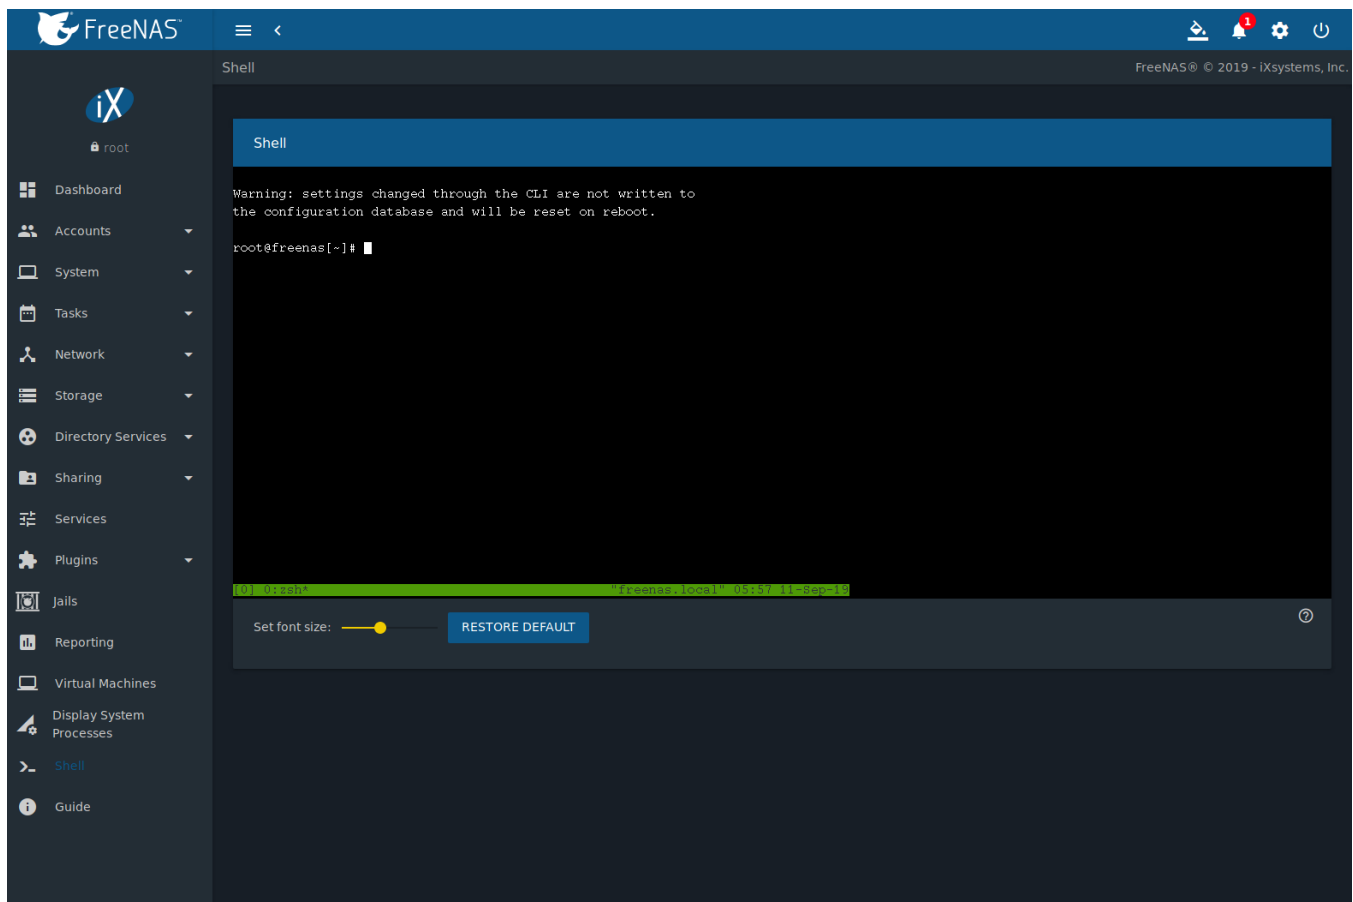 FreeNAS™
1
Shell
FreeNAS® © 2019 - iXsystems, Inc.
iX
root
Dashboard
Accounts
System
Tasks
Network
Storage
Directory Services
Sharing
Services
Plugins
Jails
Reporting
Virtual Machines
Display System
Processes
Shell
Guide
Shell
Warning: settings changed through the CLI are not written to
the configuration database and will be reset on reboot.
root@freenas[~]#
[0] 0:zsh* "freenas.local" 05:57 11-Sep-19
Set font size: RESTORE DEFAULT